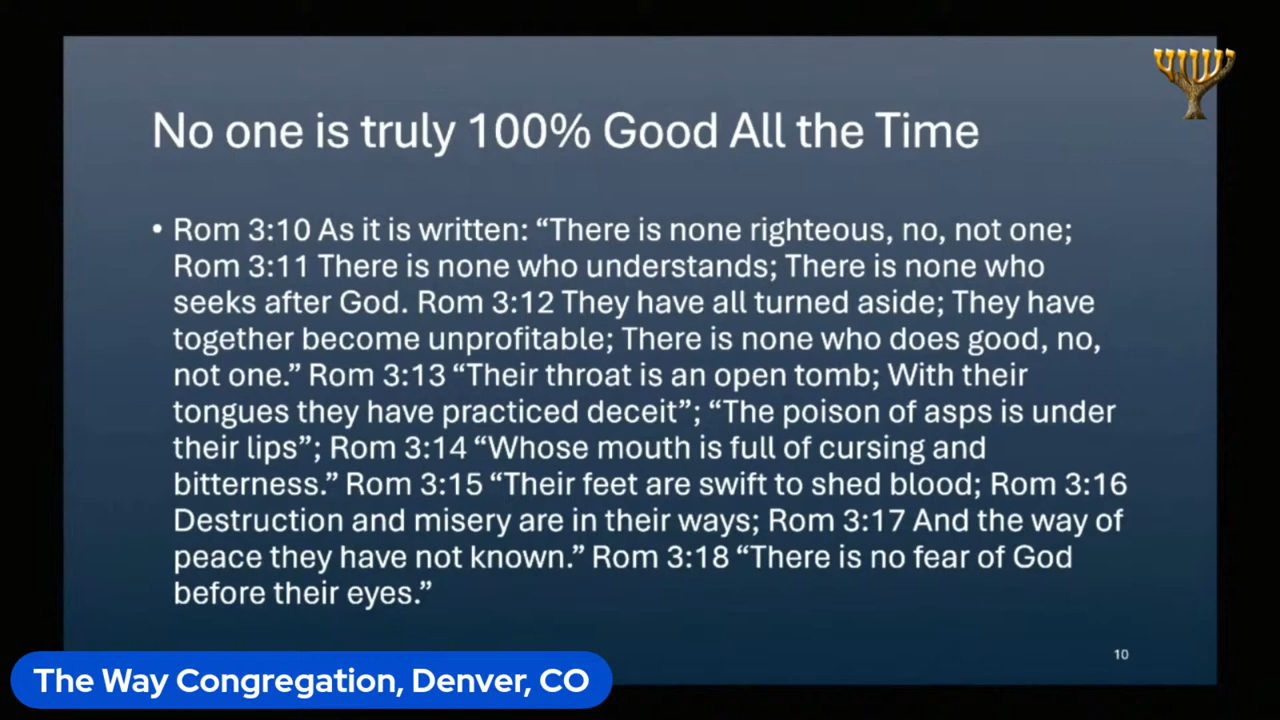 No one is truly 100% Good All the Time
• Rom 3:10 As it is written: “There is none righteous, no, not one;
Rom 3:11 There is none who understands; There is none who
seeks after God. Rom 3:12 They have all turned aside; They have
together become unprofitable; There is none who does good, no,
not one.” Rom 3:13 “Their throat is an open tomb; With their
tongues they have practiced deceit”; “The poison of asps is under
their lips”; Rom 3:14 “Whose mouth is full of cursing and
bitterness.” Rom 3:15 “Their feet are swift to shed blood; Rom 3:16
Destruction and misery are in their ways; Rom 3:17 And the way of
peace they have not known.” Rom 3:18 “There is no fear of God
before their eyes.”
10
The Way Congregation, Denver, CO